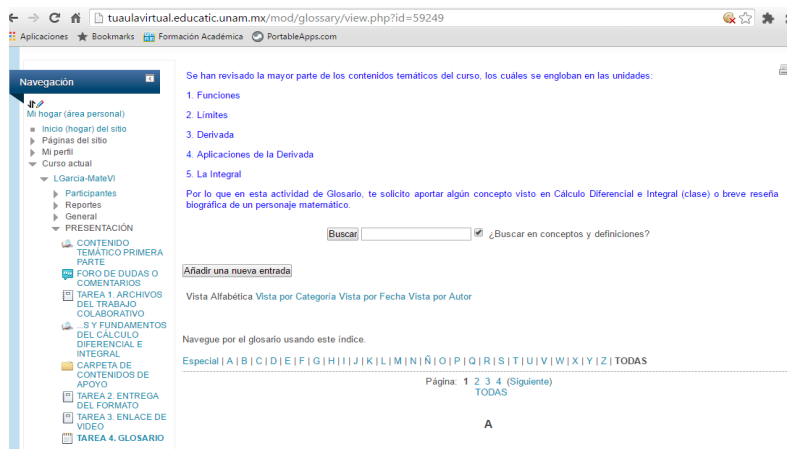 tuaulavirtual.educatic.unam.mx/mod/glossary/view.php?id=59249
Aplicaciones Bookmarks Formación Académica PortableApps.com
Navegación
Mi hogar (área personal)
Inicio (hogar) del sitio
Páginas del sitio
Mi perfil
Curso actual
LGarcia-MateVI
Participantes
Reportes
General
PRESENTACIÓN
CONTENIDO
TEMÁTICO PRIMERA
PARTE
FORO DE DUDAS O
COMENTARIOS
TAREA 1. ARCHIVOS
DEL TRABAJO
COLABORATIVO
...S Y FUNDAMENTOS
DEL CÁLCULO
DIFERENCIAL E
INTEGRAL
CARPETA DE
CONTENIDOS DE
APOYO
TAREA 2. ENTREGA
DEL FORMATO
TAREA 3. ENLACE DE
VIDEO
TAREA 4. GLOSARIO
Se han revisado la mayor parte de los contenidos temáticos del curso, los cuáles se engloban en las unidades:
1. Funciones
2. Límites
3. Derivada
4. Aplicaciones de la Derivada
5. La Integral
Por lo que en esta actividad de Glosario, te solicito aportar algún concepto visto en Cálculo Diferencial e Integral (clase) o breve reseña
biográfica de un personaje matemático.
Buscar ¿Buscar en conceptos y definiciones?
Añadir una nueva entrada
Vista Alfabética Vista por Categoría Vista por Fecha Vista por Autor
Navegue por el glosario usando este índice.
Especial | A | B | C | D | E | F | G | H | I | J | K | L | M | N | Ñ | O | P | Q | R | S | T | U | V | W | X | Y | Z | TODAS
Página: 1 2 3 4 (Siguiente)
TODAS
A